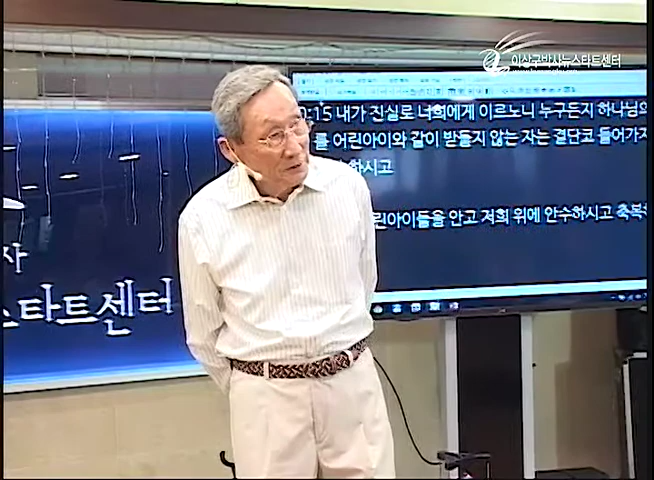 이상구박사뉴스타트센터
:15 내가 진실로 너희에게 이르노니 누구든지 하나님의
를 어린아이와 같이 받들지 않는 자는 결단코 들어가지
하시고
린아이들을 안고 저희 위에 안수하시고 축복
자
스타트센터